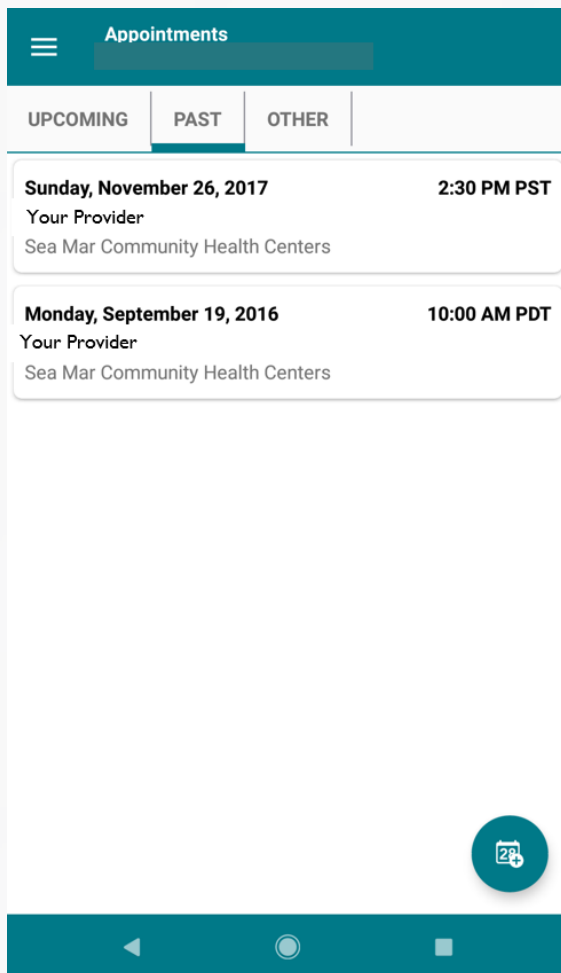 Appointments
UPCOMING PAST OTHER
Sunday, November 26, 2017 2:30 PM PST
Your Provider
Sea Mar Community Health Centers
Monday, September 19, 2016 10:00 AM PDT
Your Provider
Sea Mar Community Health Centers
28